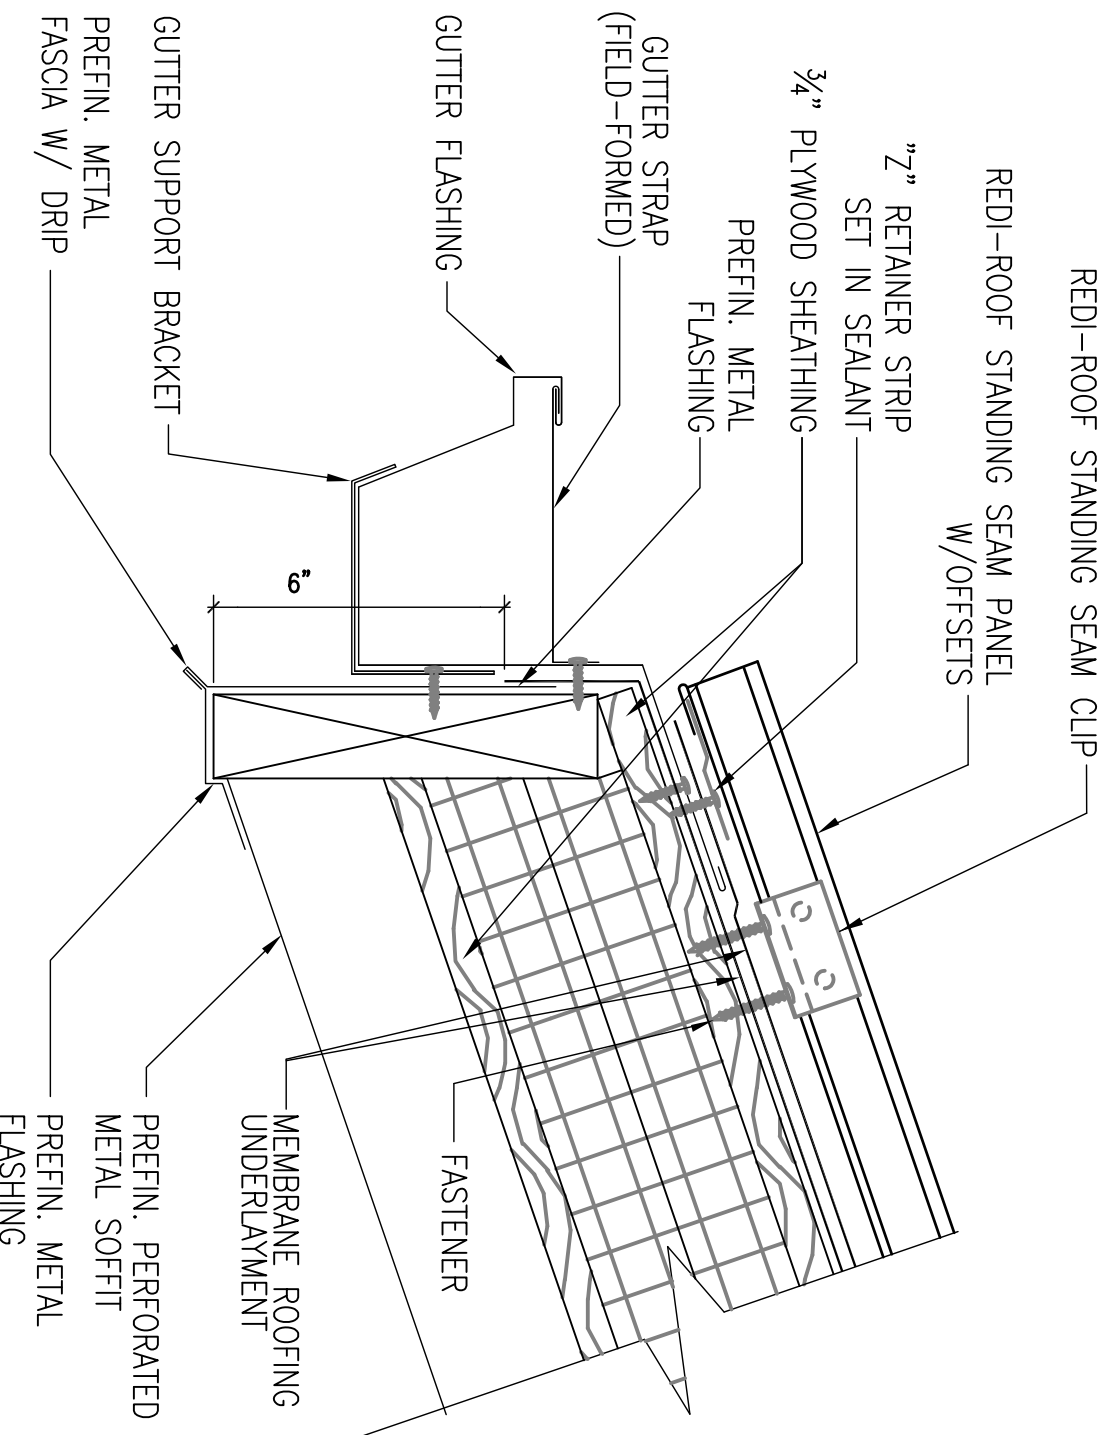 REDI-ROOF STANDING SEAM CLIP
REDI-ROOF STANDING SEAM PANEL
W/OFFSETS
"Z" RETAINER STRIP
SET IN SEALANT
3/4" PLYWOOD SHEATHING
PREFIN. METAL
FLASHING
GUTTER STRAP
(FIELD-FORMED)
GUTTER FLASHING
GUTTER SUPPORT BRACKET
PREFIN. METAL
FASCIA W/ DRIP
6"
FASTENER
MEMBRANE ROOFING
UNDERLAYMENT
PREFIN. PERFORATED
METAL SOFFIT
PREFIN. METAL
FLASHING